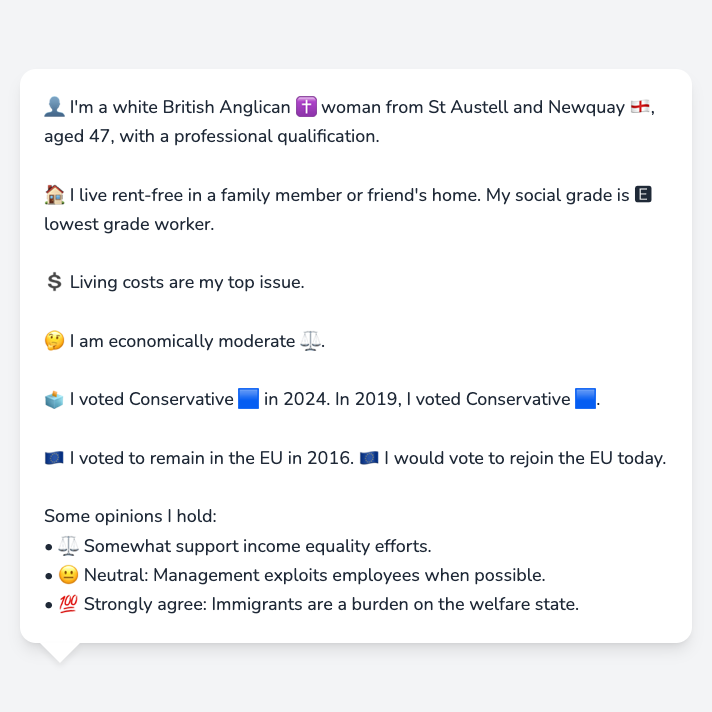 👤 I'm a white British Anglican ✝️ woman from St Austell and Newquay 🏴󠁧󠁢󠁥󠁮󠁧󠁿,
aged 47, with a professional qualification.
🏠 I live rent-free in a family member or friend's home. My social grade is 🅴
lowest grade worker.
💲 Living costs are my top issue.
🤔 I am economically moderate ⚖️.
🗳️ I voted Conservative 🟦 in 2024. In 2019, I voted Conservative 🟦.
🇪🇺 I voted to remain in the EU in 2016. 🇪🇺 I would vote to rejoin the EU today.
Some opinions I hold:
• ⚖️ Somewhat support income equality efforts.
• 😐 Neutral: Management exploits employees when possible.
• 💯 Strongly agree: Immigrants are a burden on the welfare state.